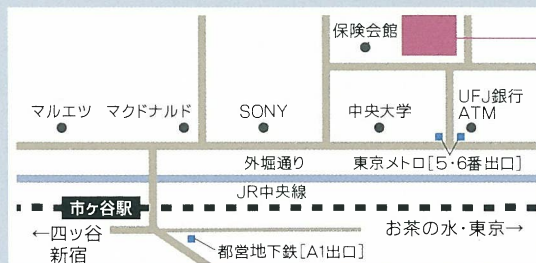 保険会館
マルエツ
マクドナルド
SONY
中央大学
UFJ銀行
ATM
外堀通り
東京メトロ[5・6番出口]
JR中央線
市ヶ谷駅
←四ッ谷
新宿
お茶の水・東京→
都営地下鉄[A1出口]